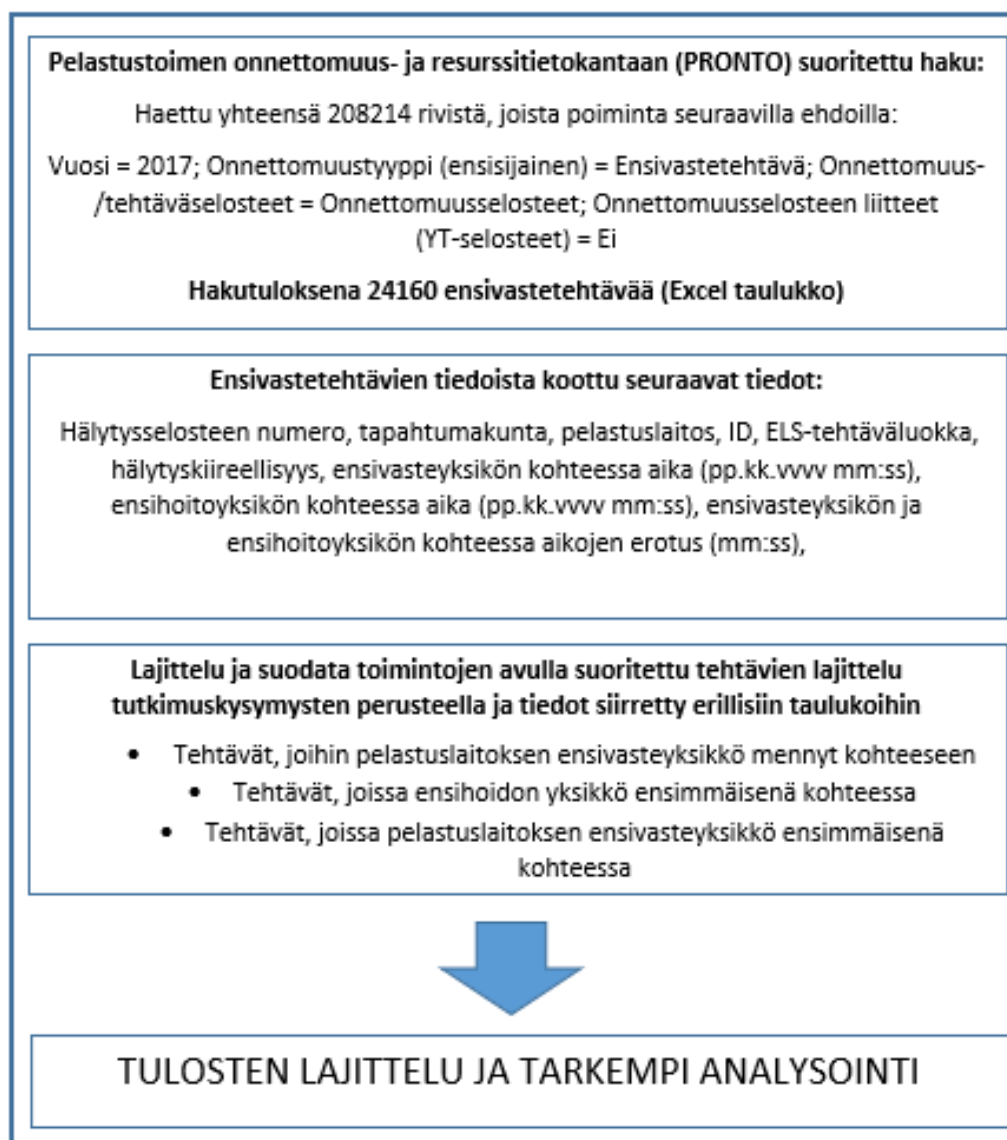 Pelastustoimen onnettomuus- ja resurssitietokantaan (PRONTO) suoritettu haku:
Haettu yhteensä 208214 rivistä, joista poiminta seuraavilla ehdoilla:
Vuosi = 2017; Onnettomuustyyppi (ensisijainen) = Ensivastetehtävä; Onnettomuus-
/tehtäväselosteet = Onnettomuusselosteet; Onnettomuusselosteen liitteet
(YT-selosteet) = Ei
Hakutuloksena 24160 ensivastetehtävää (Excel taulukko)
Ensivastetehtävien tiedoista koottu seuraavat tiedot:
Hälytysselosteen numero, tapahtumakunta, pelastuslaitos, ID, ELS-tehtäväluokka,
hälytyskiireellisyys, ensivasteyksikön kohteessa aika (pp.kk.vvvv mm:ss),
ensihoitoyksikön kohteessa aika (pp.kk.vvvv mm:ss), ensivasteyksikön ja
ensihoitoyksikön kohteessa aikojen erotus (mm:ss),
Lajittelu ja suodata toimintojen avulla suoritettu tehtävien lajittelu
tutkimuskysymysten perusteella ja tiedot siirretty erillisiin taulukoihin
• Tehtävät, joihin pelastuslaitoksen ensivasteyksikkö mennyt kohteeseen
• Tehtävät, joissa ensihoidon yksikkö ensimmäisenä kohteessa
• Tehtävät, joissa pelastuslaitoksen ensivasteyksikkö ensimmäisenä
kohteessa
TULOSTEN LAJITTELU JA TARKEMPI ANALYSOINTI